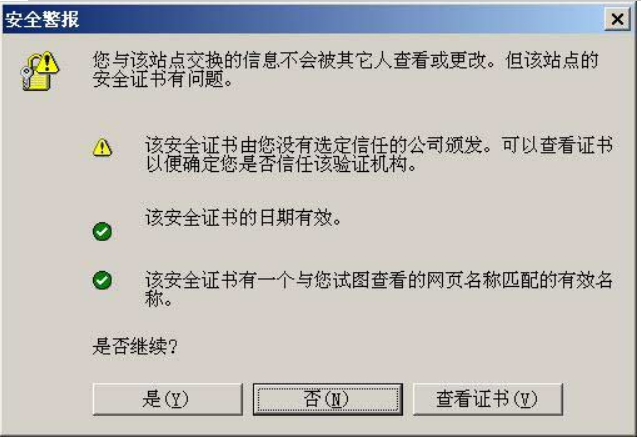 安全警报
您与该站点交换的信息不会被其它人查看或更改。但该站点的
安全证书有问题。
该安全证书由您没有选定信任的公司颁发。可以查看证书
以便确定您是否信任该验证机构。
该安全证书的日期有效。
该安全证书有一个与您试图查看的网页名称匹配的有效名
称。
是否继续?
是(Y) 否(N) 查看证书(V)